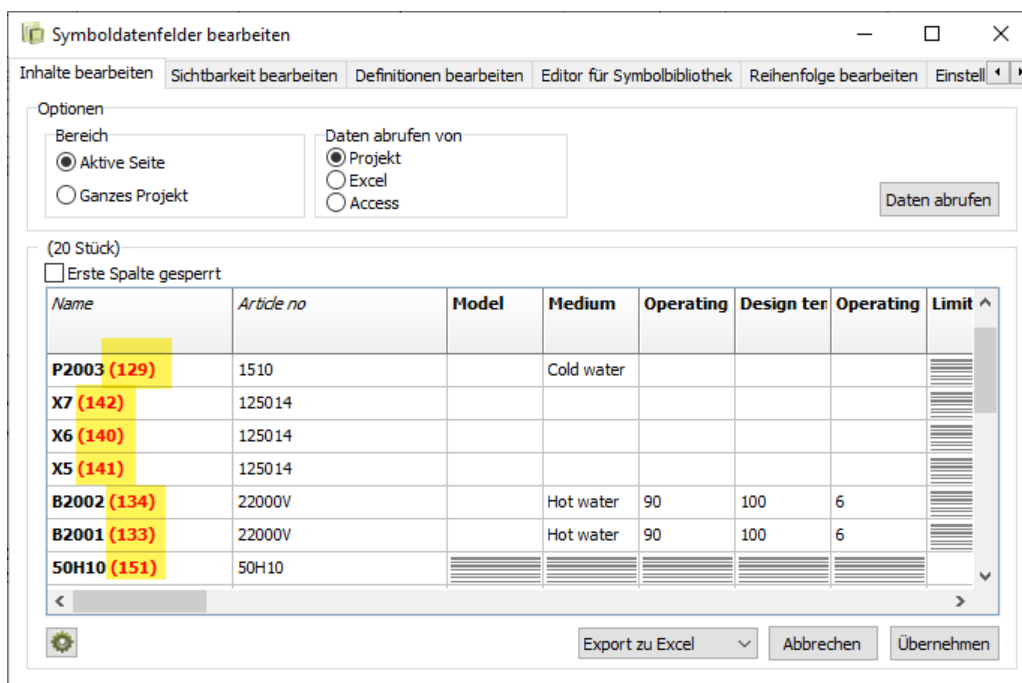 Symboldatenfelder bearbeiten
Inhalte bearbeiten Sichtbarkeit bearbeiten Definitionen bearbeiten Editor für Symbolbibliothek Reihenfolge bearbeiten Einstell
Optionen
Bereich Daten abrufen von
Aktive Seite Projekt
Ganzes Projekt Excel
Access
Daten abrufen
(20 Stück)
Erste Spalte gesperrt
Name Article no Model Medium Operating Design ten Operating Limit
P2003 (129) 1510 Cold water
X7 (142) 125014
X6 (140) 125014
X5 (141) 125014
B2002 (134) 22000V Hot water 90 100 6
B2001 (133) 22000V Hot water 90 100 6
50H10 (151) 50H10
Export zu Excel Abbrechen Übernehmen